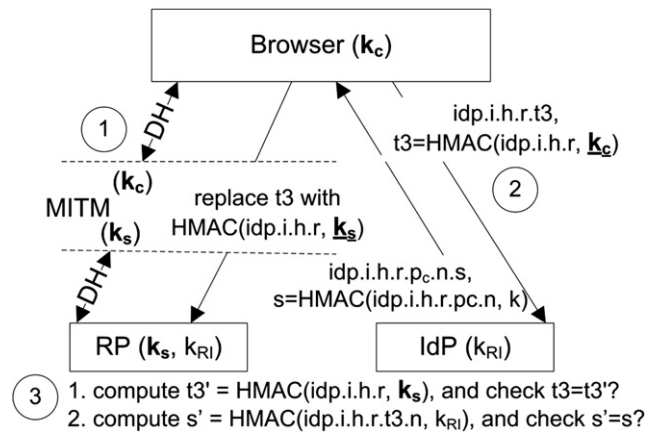 Browser (kc)
1
DH
idp.i.h.r.t3,
t3=HMAC(idp.i.h.r, kc)
2
(kc)
MITM
(ks)
replace t3 with
HMAC(idp.i.h.r, ks)
DH
idp.i.h.r.pc.n.s,
s=HMAC(idp.i.h.r.pc.n, k)
RP (ks, kRI)
IdP (kRI)
3
1. compute t3' = HMAC(idp.i.h.r, ks), and check t3=t3'?
2. compute s’ = HMAC(idp.i.h.r.t3.n, kRI), and check s’=s?